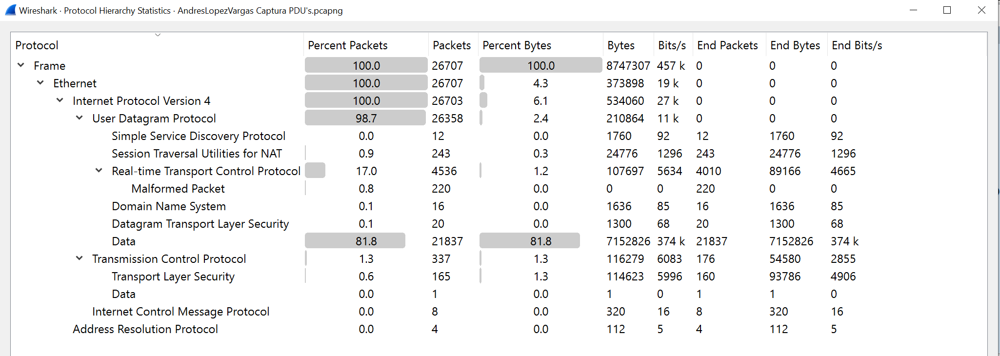 Wireshark · Protocol Hierarchy Statistics · AndresLopezVargas Captura PDU's.pcapng
Protocol Percent Packets Packets Percent Bytes Bytes Bits/s End Packets End Bytes End Bits/s
Frame 100.0 26707 100.0 8747307 457 k 0 0 0
Ethernet 100.0 26707 4.3 373898 19 k 0 0 0
Internet Protocol Version 4 100.0 26703 6.1 534060 27 k 0 0 0
User Datagram Protocol 98.7 26358 2.4 210864 11 k 0 0 0
Simple Service Discovery Protocol 0.0 12 0.0 1760 92 12 1760 92
Session Traversal Utilities for NAT 0.9 243 0.3 24776 1296 243 24776 1296
Real-time Transport Control Protocol 17.0 4536 1.2 107697 5634 4010 89166 4665
Malformed Packet 0.8 220 0.0 0 0 220 0 0
Domain Name System 0.1 16 0.0 1636 85 16 1636 85
Datagram Transport Layer Security 0.1 20 0.0 1300 68 20 1300 68
Data 81.8 21837 81.8 7152826 374 k 21837 7152826 374 k
Transmission Control Protocol 1.3 337 1.3 116279 6083 176 54580 2855
Transport Layer Security 0.6 165 1.3 114623 5996 160 93786 4906
Data 0.0 1 0.0 1 0 1 1 0
Internet Control Message Protocol 0.0 8 0.0 320 16 8 320 16
Address Resolution Protocol 0.0 4 0.0 112 5 4 112 5